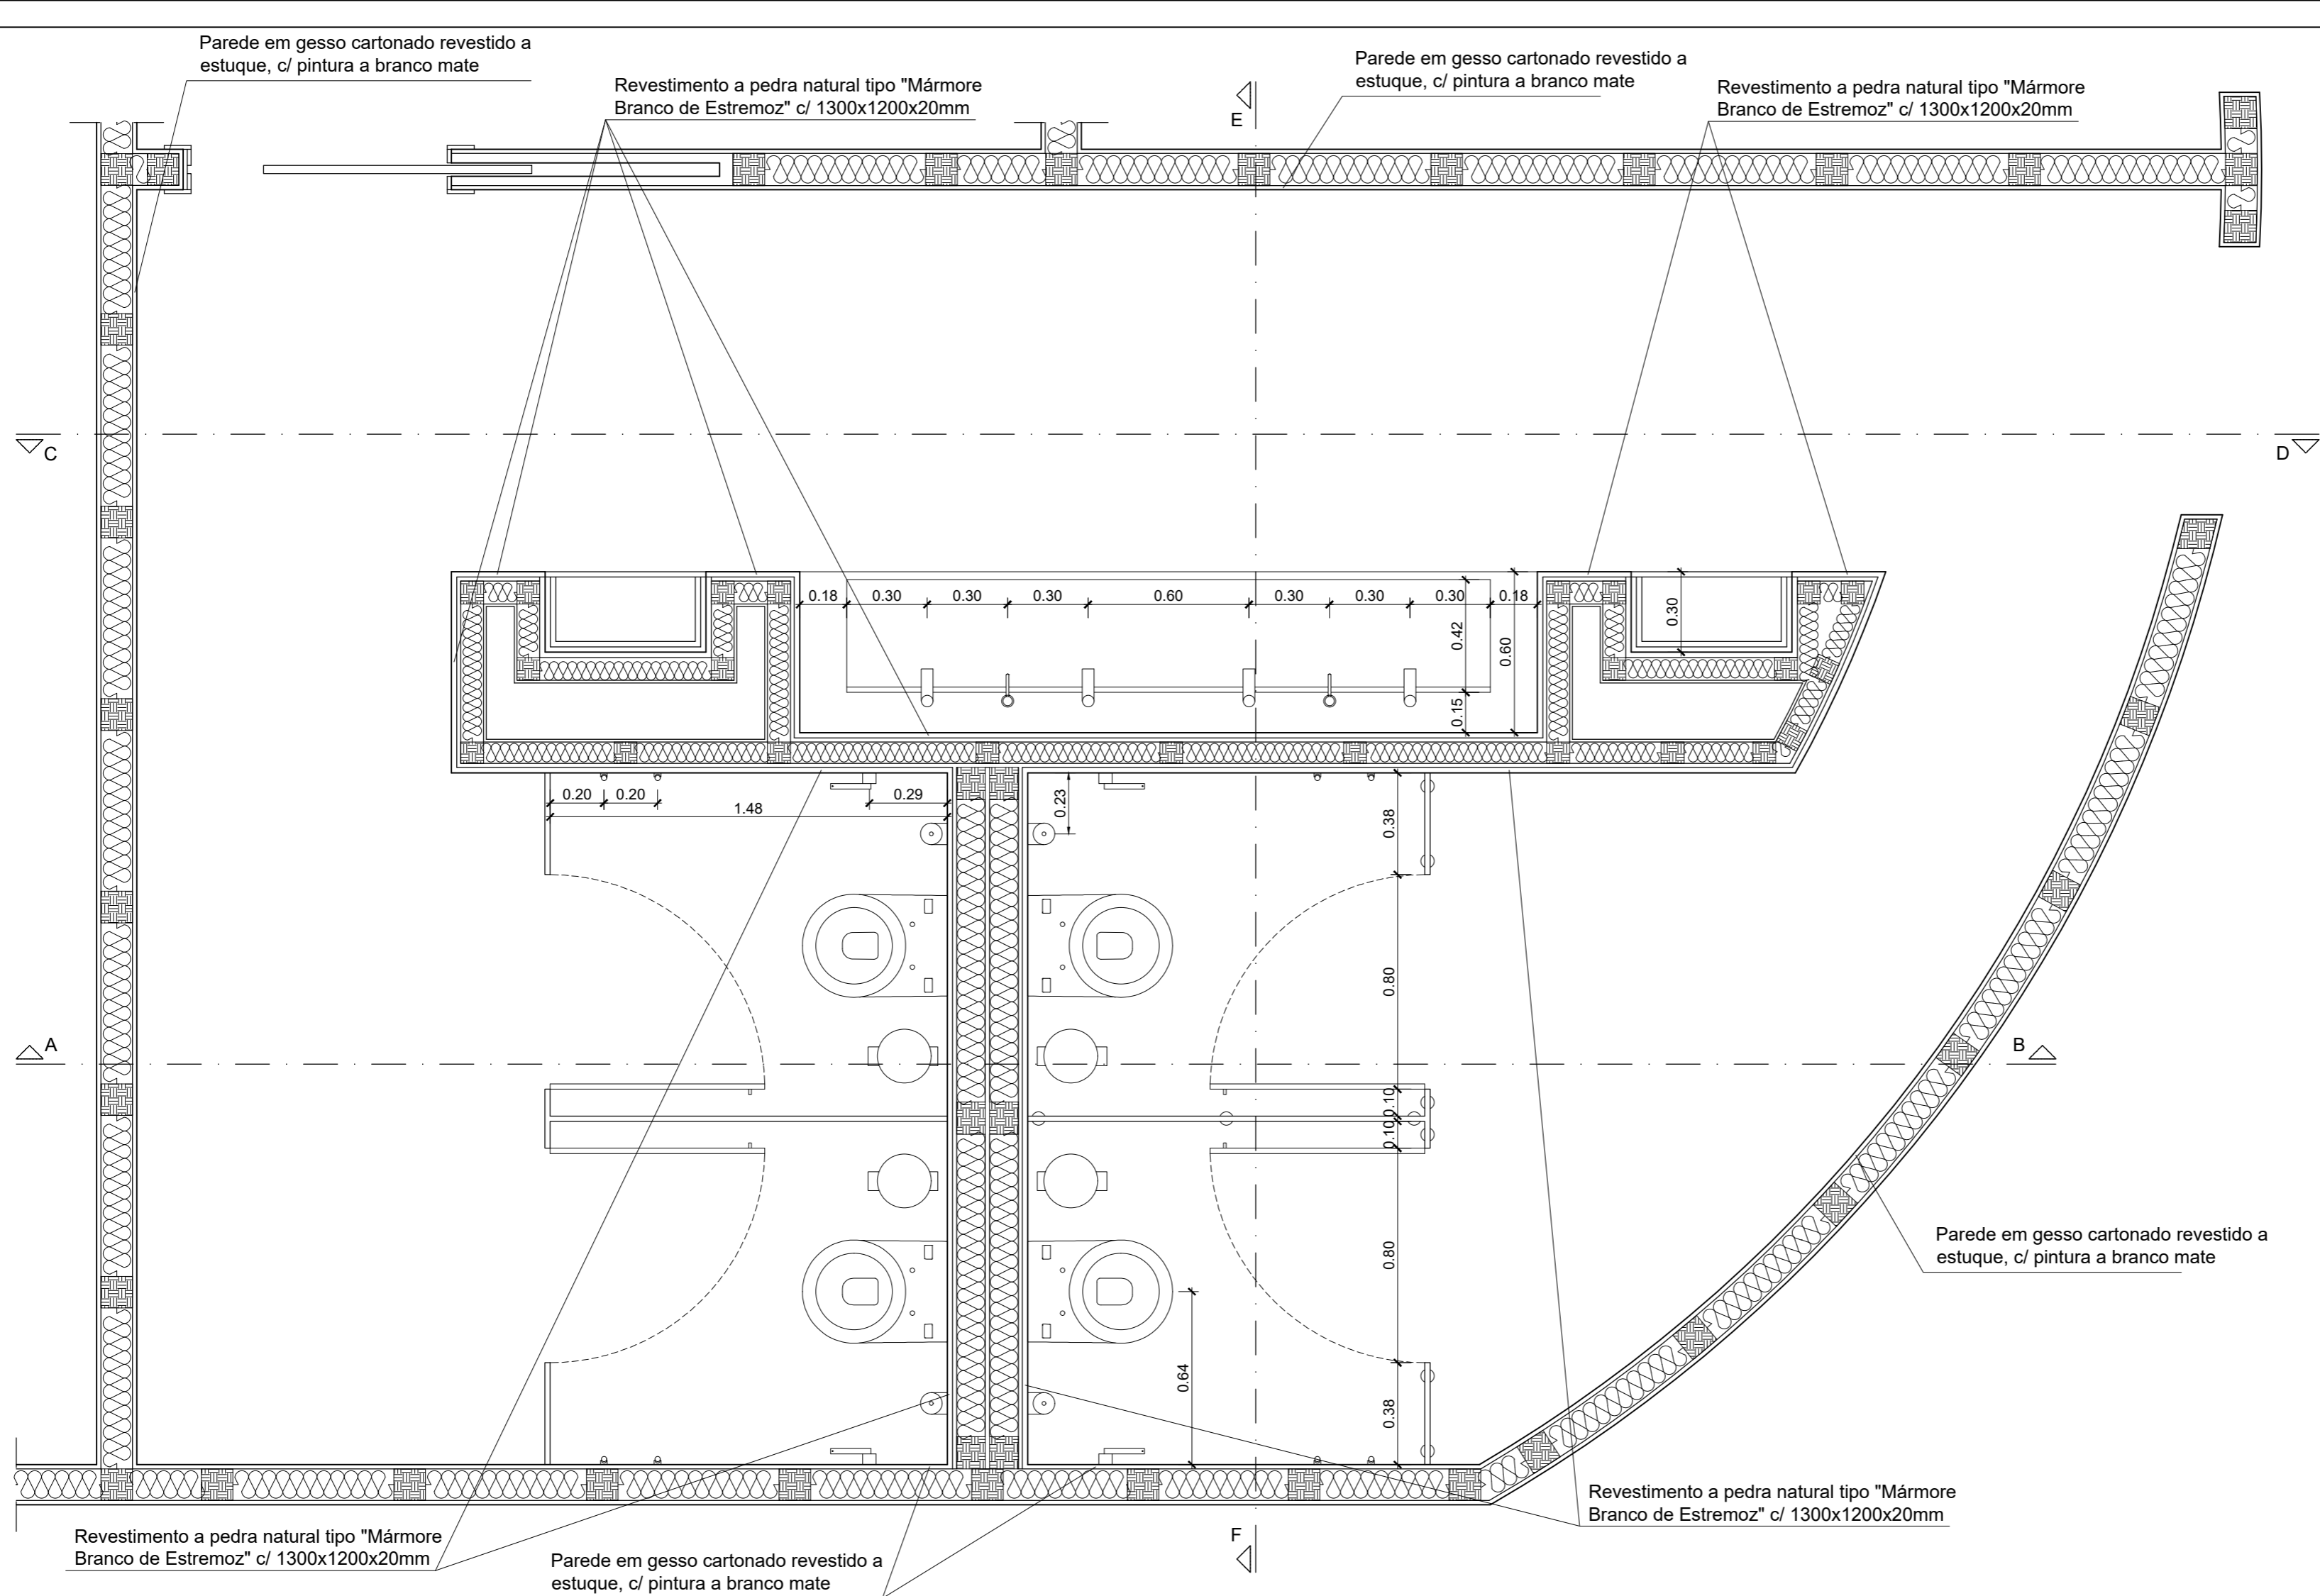 Parede em gesso cartonado revestido a
estuque, c/ pintura a branco mate
Revestimento a pedra natural tipo "Mármore
Branco de Estremoz" c/ 1300x1200x20mm
E
Parede em gesso cartonado revestido a
estuque, c/ pintura a branco mate
Revestimento a pedra natural tipo "Mármore
Branco de Estremoz" c/ 1300x1200x20mm
C
D
0.18 0.30 0.30 0.30 0.60 0.30 0.30 0.30 0.18
0.42
0.60
0.15
0.30
0.20 0.20 0.29
1.48
0.23
0.38
0.80
A
B
0.10
0.10
0.80
0.64
0.38
Parede em gesso cartonado revestido a
estuque, c/ pintura a branco mate
Revestimento a pedra natural tipo "Mármore
Branco de Estremoz" c/ 1300x1200x20mm
Revestimento a pedra natural tipo "Mármore
Branco de Estremoz" c/ 1300x1200x20mm
F
Parede em gesso cartonado revestido a
estuque, c/ pintura a branco mate